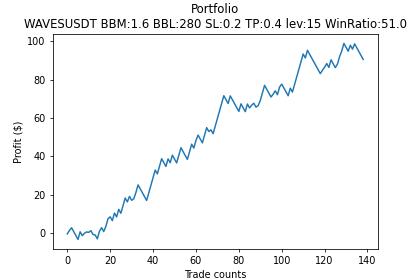 Portfolio
WAVESUSDT BBM:1.6 BBL:280 SL:0.2 TP:0.4 lev:15 WinRatio:51.0
100
80
60
40
20
0
Profit ($)
0 20 40 60 80 100 120 140
Trade counts